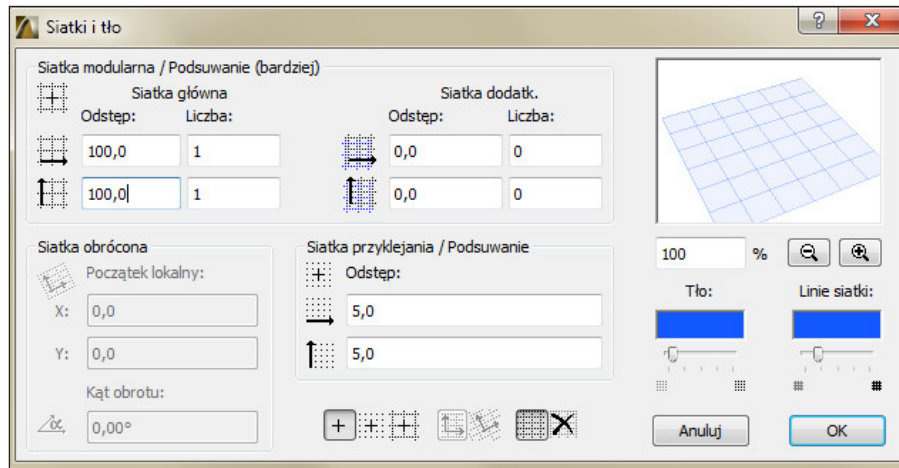 Siatki i tło
Siatka modularna / Podsuwanie (bardziej)
Siatka główna
Siatka dodatk.
Odstęp: Liczba: Odstęp: Liczba:
100,0 1 0,0 0
100,0 1 0,0 0
Siatka obrócona
Początek lokalny:
X: 0,0
Y: 0,0
Kąt obrotu:
α 0,00°
Siatka przyklejania / Podsuwanie
Odstęp:
5,0
5,0
100 %
Tło: Linie siatki:
Anuluj OK